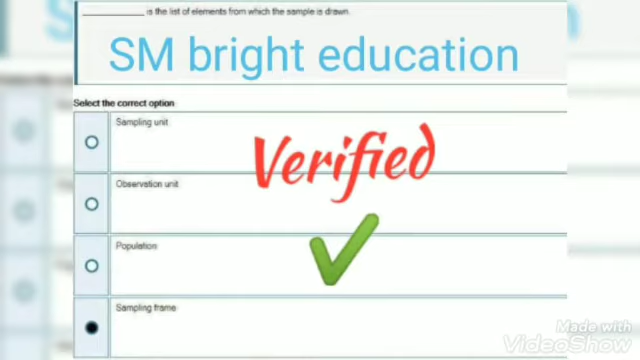 __________ is the list of elements from which the sample is drawn.
SM bright education
Select the correct option
Sampling unit
Verified
Observation unit
Population
Sampling frame
Made with
VideoShow